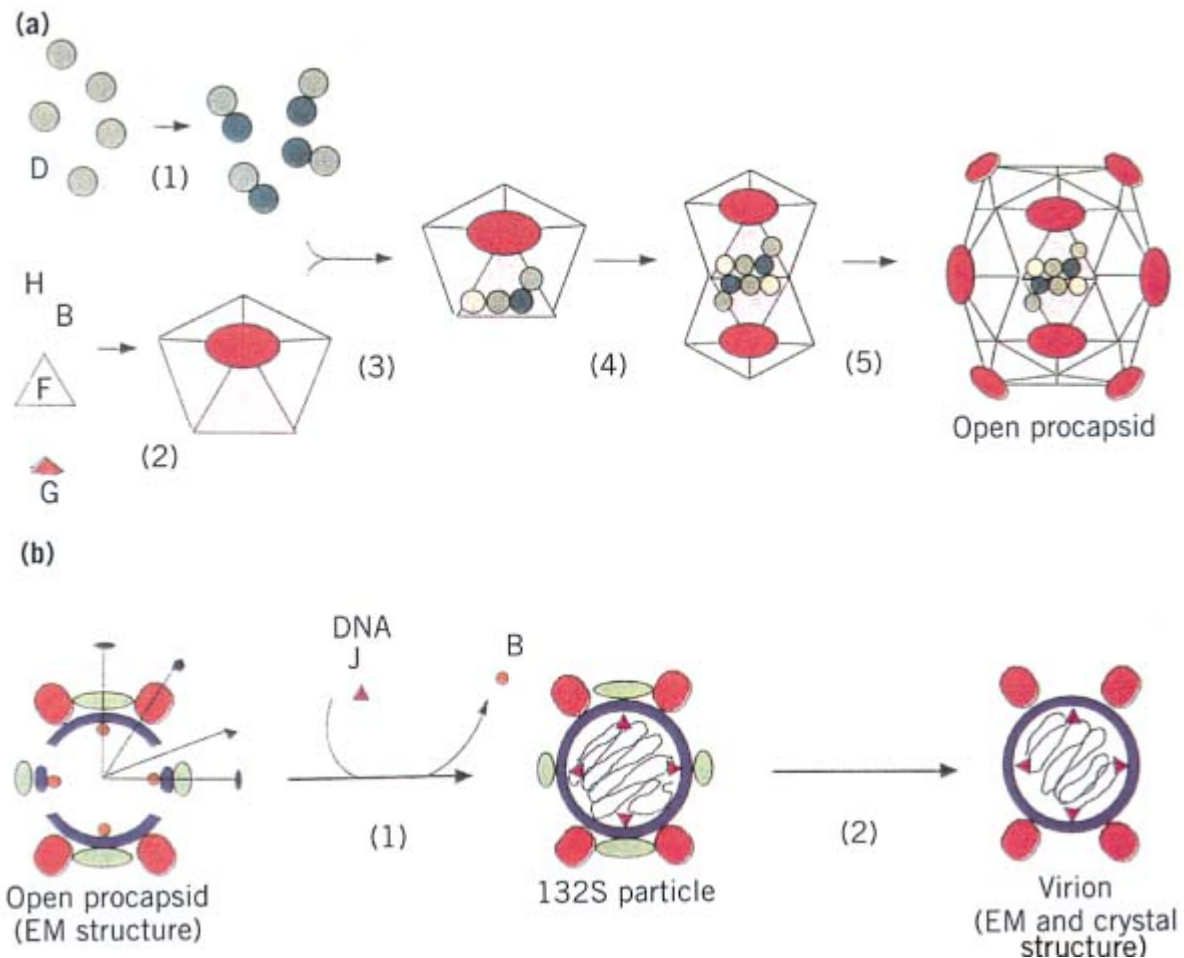 (a)
D
(1)
H
B
F
G
(2)
(3)
(4)
(5)
Open procapsid
(b)
DNA
J
B
(1)
(2)
Open procapsid
(EM structure)
132S particle
Virion
(EM and crystal
structure)